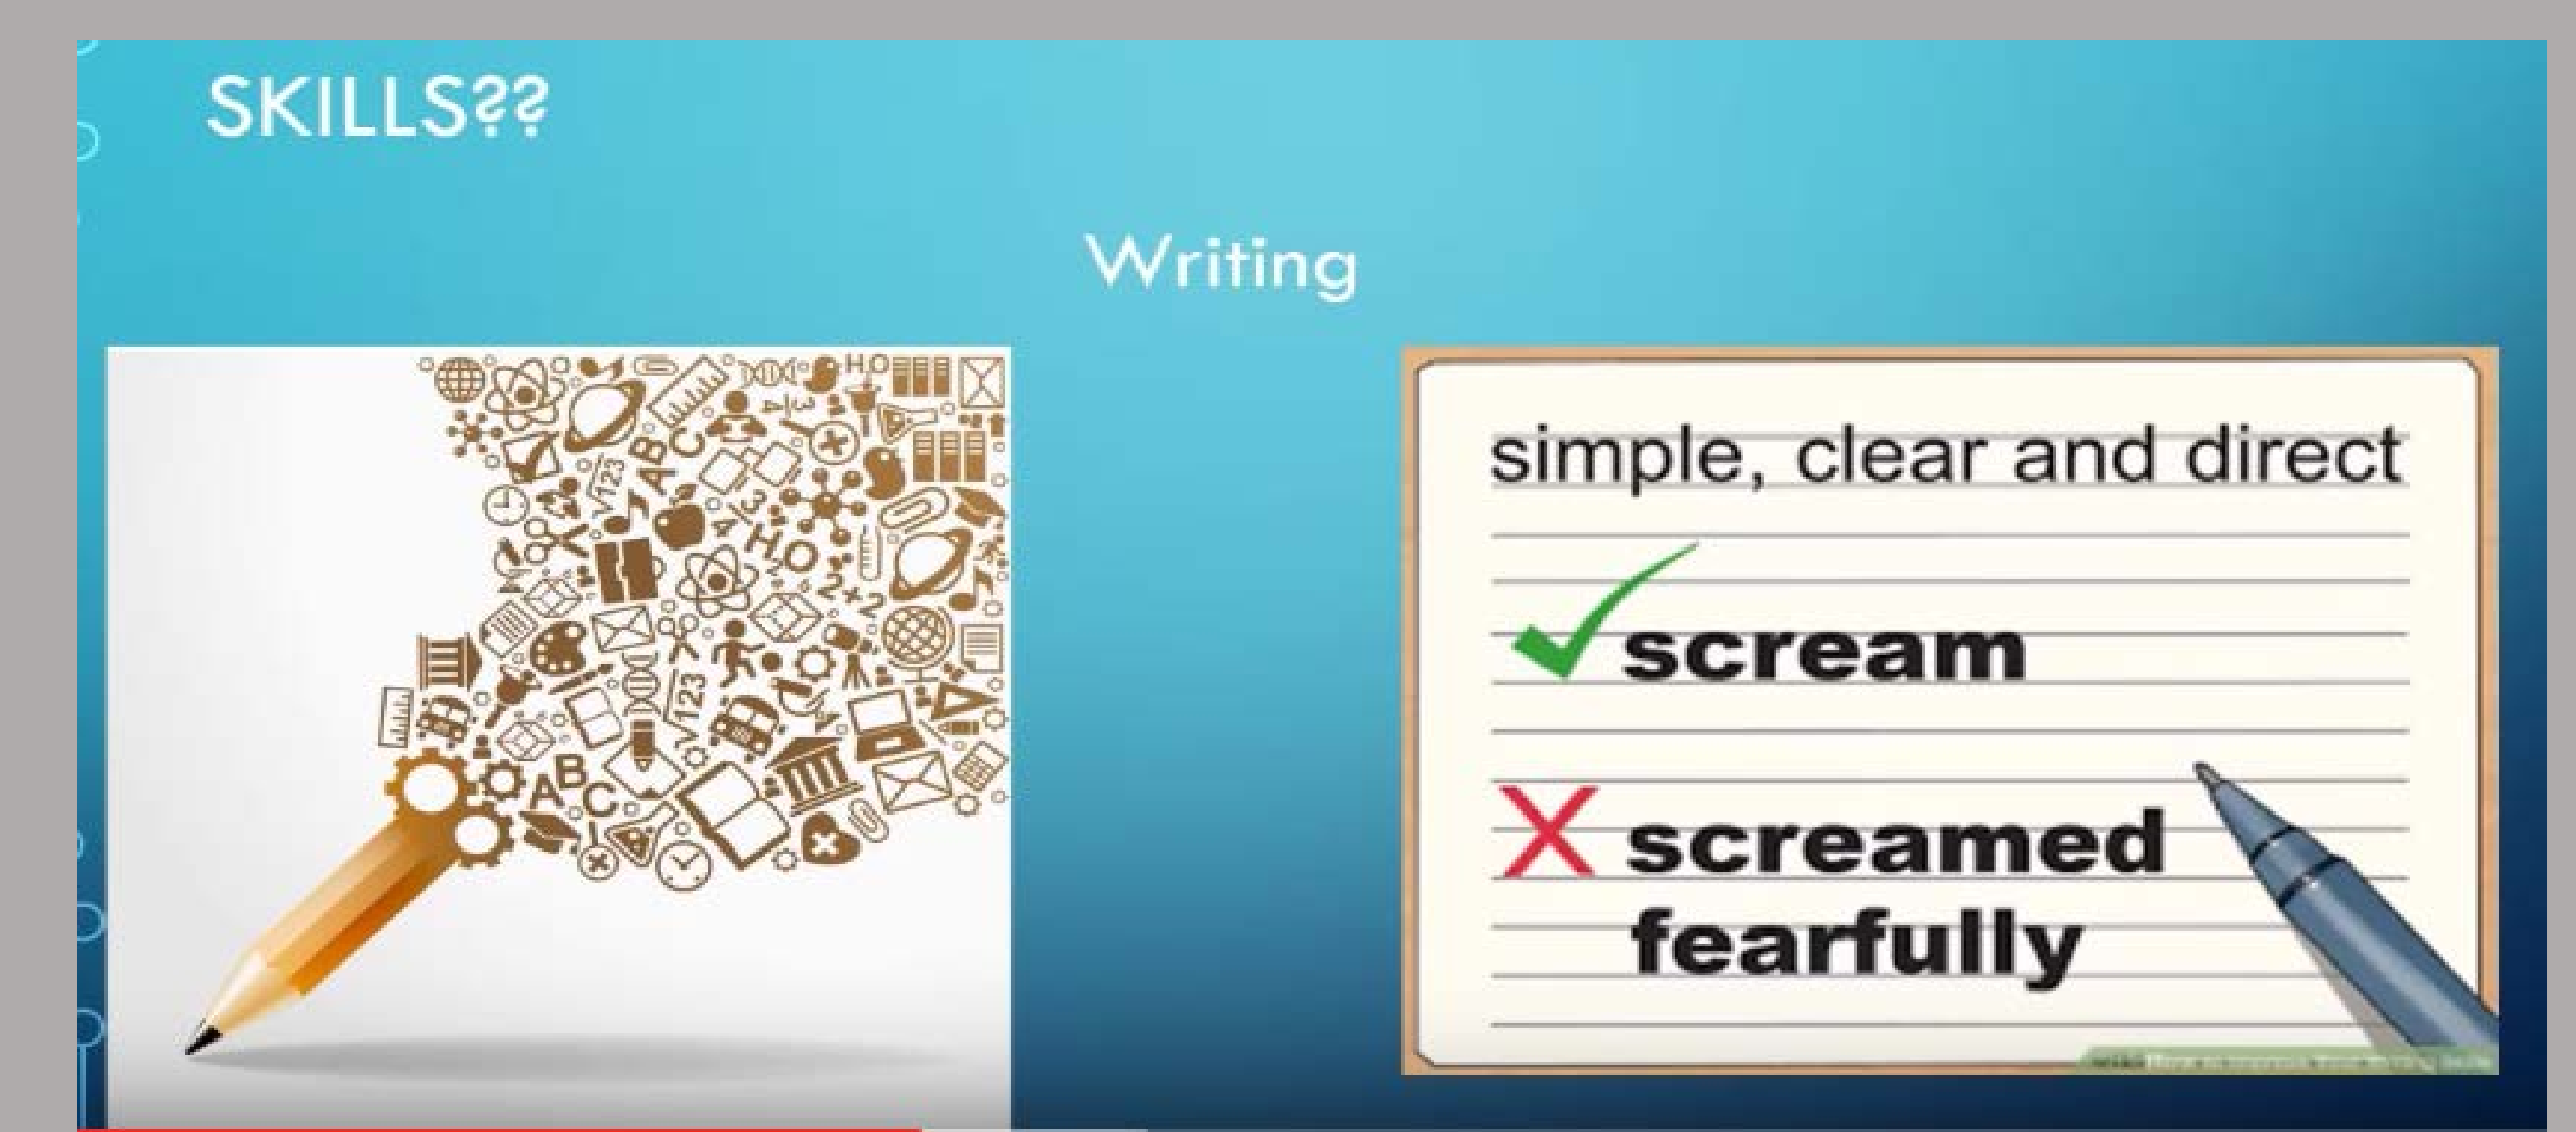 SKILLS??
Writing
simple, clear and direct
scream
screamed
fearfully